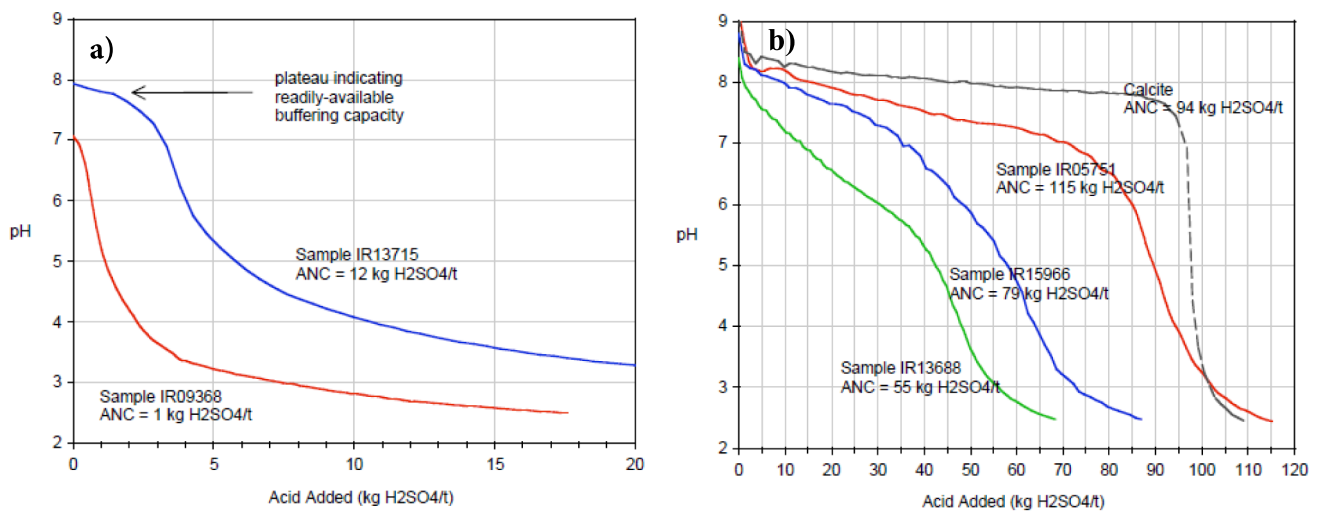 a)
9
8
7
6
5
4
3
2
pH
plateau indicating
readily-available
buffering capacity
Sample IR13715
ANC = 12 kg H2SO4/t
Sample IR09368
ANC = 1 kg H2SO4/t
0
5
10
15
20
Acid Added (kg H2SO4/t)
b)
9
8
7
6
5
4
3
2
pH
Calcite
ANC = 94 kg H2SO4/t
Sample IR05751
ANC = 115 kg H2SO4/t
Sample IR15966
ANC = 79 kg H2SO4/t
Sample IR13688
ANC = 55 kg H2SO4/t
0
10
20
30
40
50
60
70
80
90
100
110
120
Acid Added (kg H2SO4/t)